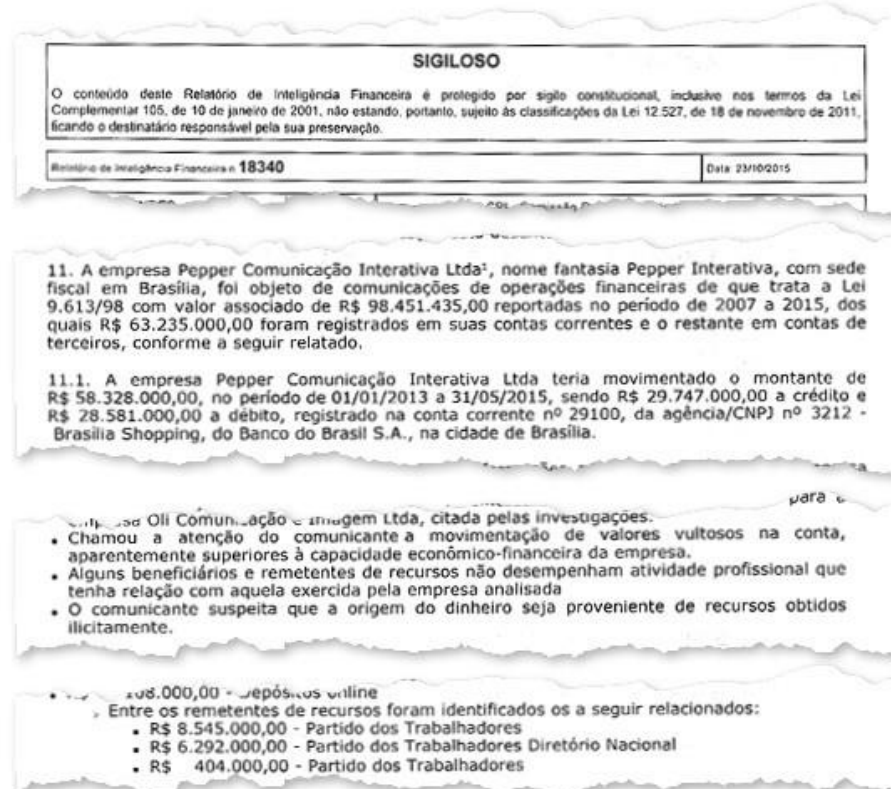 SIGILOSO
O conteúdo deste Relatório de Inteligência Financeira é protegido por sigilo constitucional, inclusive nos termos da Lei
Complementar 105, de 10 de janeiro de 2001, não estando, portanto, sujeito às classificações da Lei 12.527, de 18 de novembro de 2011,
ficando o destinatário responsável pela sua preservação.
Relatório de Inteligência Financeira n 18340 Data: 23/10/2015
11. A empresa Pepper Comunicação Interativa Ltda¹, nome fantasia Pepper Interativa, com sede
fiscal em Brasília, foi objeto de comunicações de operações financeiras de que trata a Lei
9.613/98 com valor associado de R$ 98.451.435,00 reportadas no período de 2007 a 2015, dos
quais R$ 63.235.000,00 foram registrados em suas contas correntes e o restante em contas de
terceiros, conforme a seguir relatado.
11.1. A empresa Pepper Comunicação Interativa Ltda teria movimentado o montante de
R$ 58.328.000,00, no período de 01/01/2013 a 31/05/2015, sendo R$ 29.747.000,00 a crédito e
R$ 28.581.000,00 a débito, registrado na conta corrente nº 29100, da agência/CNPJ nº 3212 -
Brasília Shopping, do Banco do Brasil S.A., na cidade de Brasília.
para
Oli Comunicação e Imagem Ltda, citada pelas investigações.
• Chamou a atenção do comunicante a movimentação de valores vultosos na conta,
aparentemente superiores à capacidade econômico-financeira da empresa.
• Alguns beneficiários e remetentes de recursos não desempenham atividade profissional que
tenha relação com aquela exercida pela empresa analisada
• O comunicante suspeita que a origem do dinheiro seja proveniente de recursos obtidos
ilicitamente.
108.000,00 - Depósitos online
Entre os remetentes de recursos foram identificados os a seguir relacionados:
• R$ 8.545.000,00 - Partido dos Trabalhadores
• R$ 6.292.000,00 - Partido dos Trabalhadores Diretório Nacional
• R$ 404.000,00 - Partido dos Trabalhadores